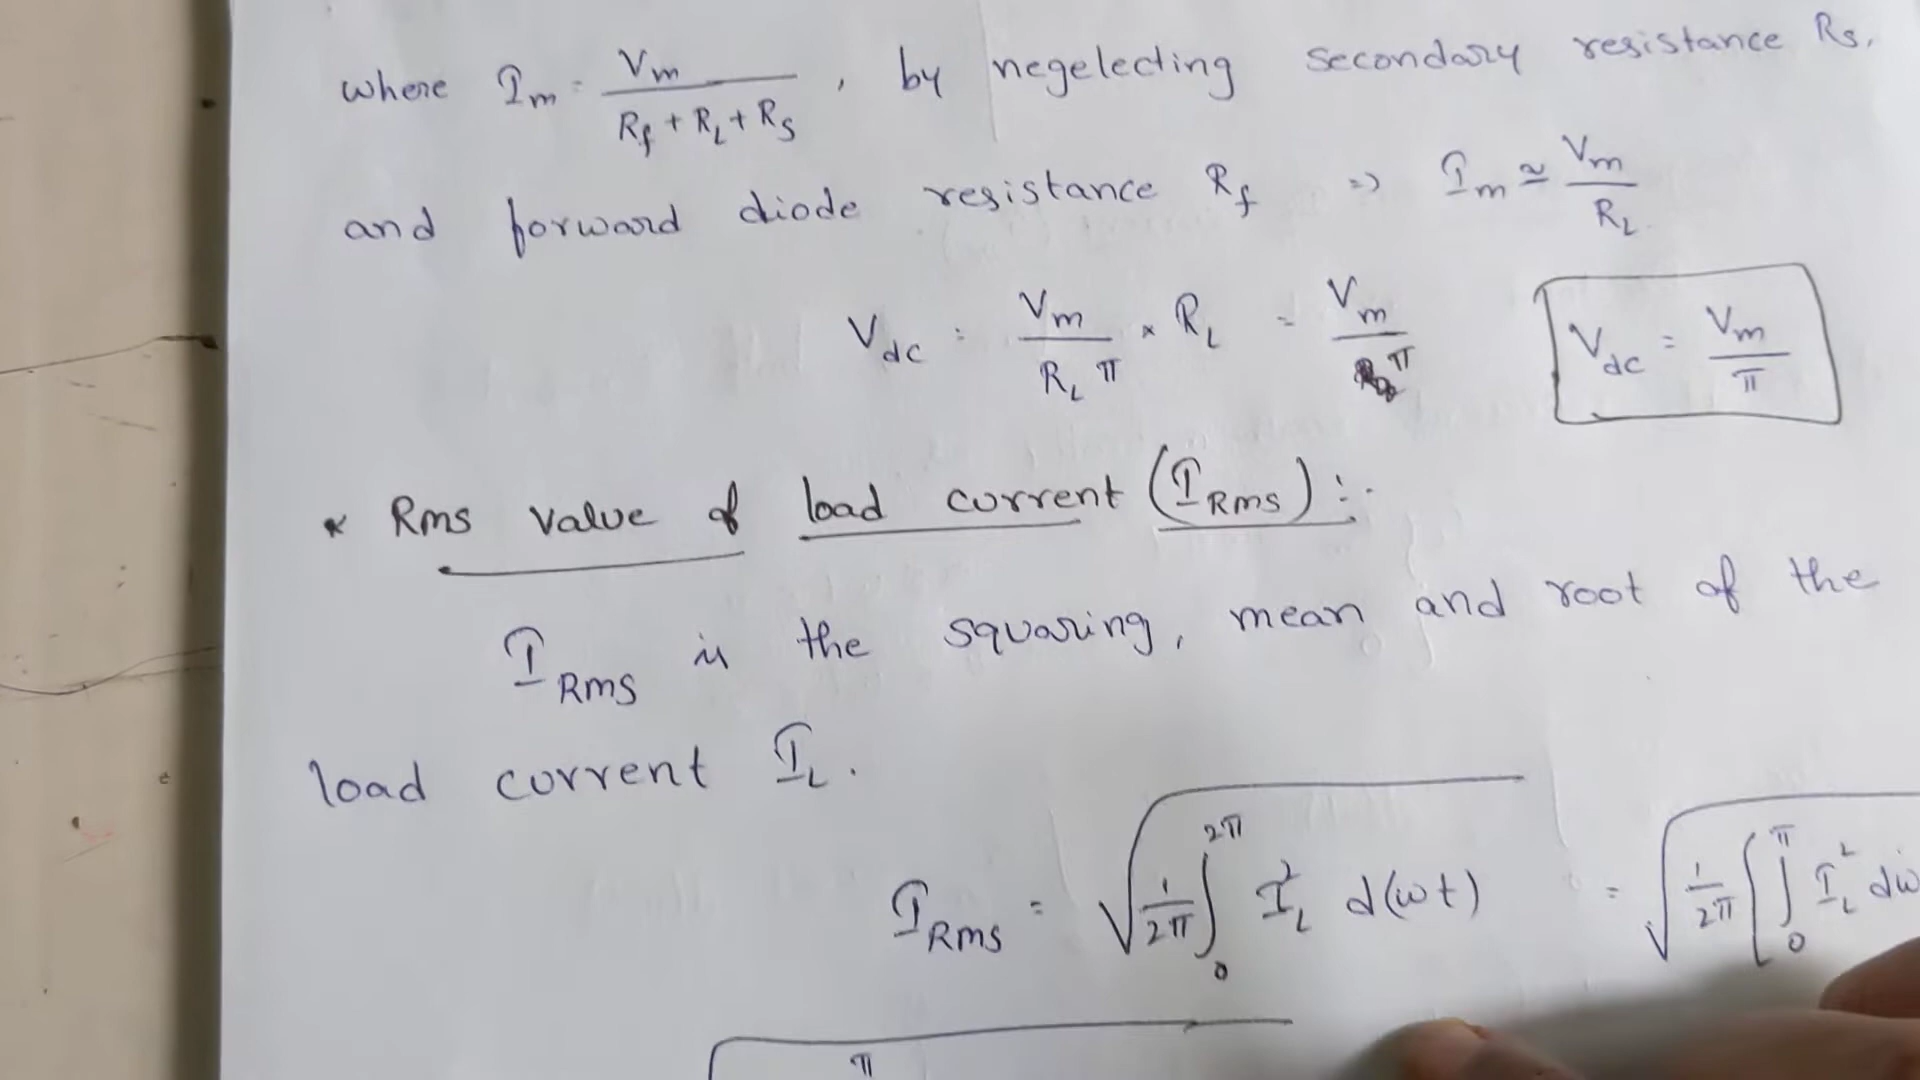 where Im = Vm / Rf + RL + RS , by negelecting secondary resistance Rs,
and forward diode resistance Rf => Im ≃ Vm / RL
Vdc = Vm / RL π × RL = Vm / π Vdc = Vm / π
* Rms value of load current (IRms) :-
IRms is the squaring, mean and root of the
load current IL.
IRms = √ 1/2π ∫0^2π IL² d(ωt) = √ 1/2π [ ∫0^π IL² dω
π